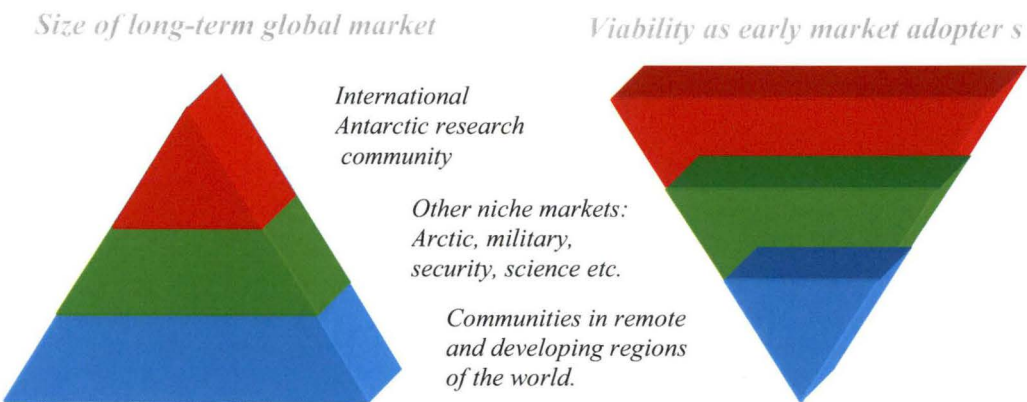 Size of long-term global market
Viability as early market adopter s
International
Antarctic research
community
Other niche markets:
Arctic, military,
security, science etc.
Communities in remote
and developing regions
of the world.